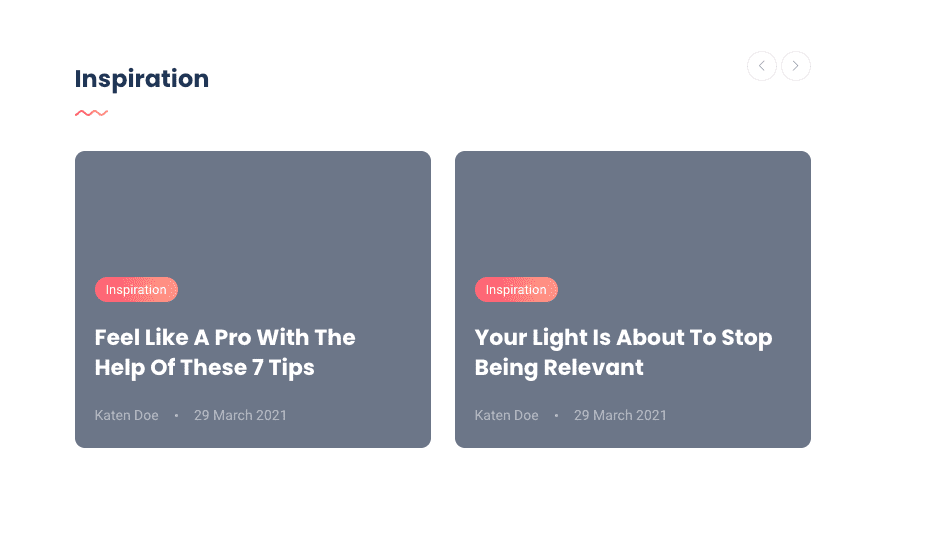 Inspiration
Inspiration
Feel Like A Pro With The
Help Of These 7 Tips
Katen Doe • 29 March 2021
Inspiration
Your Light Is About To Stop
Being Relevant
Katen Doe • 29 March 2021